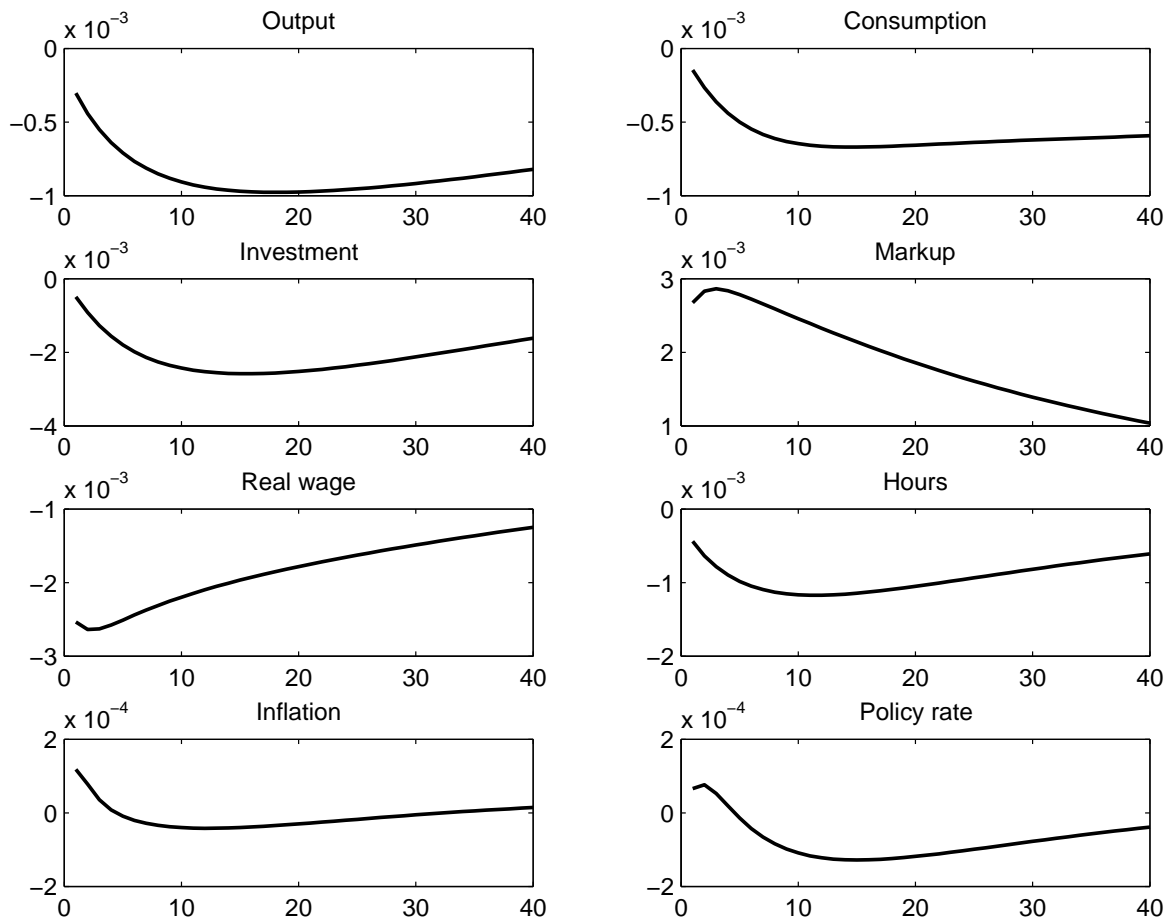 x 10⁻³ Output
0
−0.5
−1
0 10 20 30 40
x 10⁻³ Consumption
0
−0.5
−1
0 10 20 30 40
x 10⁻³ Investment
0
−2
−4
0 10 20 30 40
x 10⁻³ Markup
3
2
1
0 10 20 30 40
x 10⁻³ Real wage
−1
−2
−3
0 10 20 30 40
x 10⁻³ Hours
0
−1
−2
0 10 20 30 40
x 10⁻⁴ Inflation
2
0
−2
0 10 20 30 40
x 10⁻⁴ Policy rate
2
0
−2
0 10 20 30 40